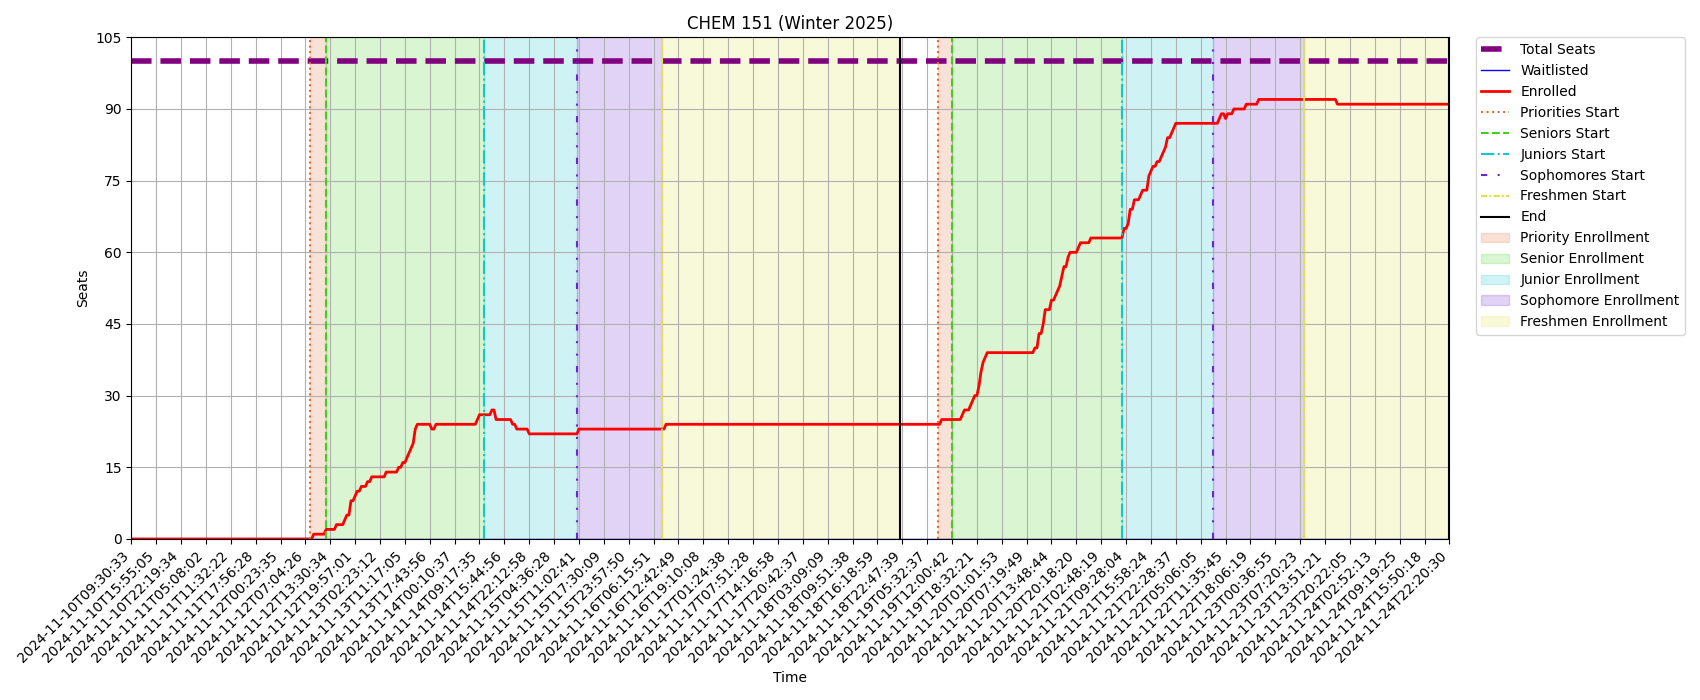 CHEM 151 (Winter 2025)
105
90
75
60
45
30
15
0
Seats
2024-11-10T09:30:33
2024-11-10T15:55:05
2024-11-10T22:19:34
2024-11-11T05:08:02
2024-11-11T11:32:22
2024-11-11T17:56:28
2024-11-12T00:23:35
2024-11-12T07:04:26
2024-11-12T13:30:34
2024-11-12T19:57:01
2024-11-13T02:23:12
2024-11-13T11:17:05
2024-11-13T17:43:56
2024-11-14T00:10:37
2024-11-14T09:17:35
2024-11-14T15:44:56
2024-11-14T22:12:58
2024-11-15T04:36:28
2024-11-15T11:02:41
2024-11-15T17:30:09
2024-11-15T23:57:50
2024-11-16T06:15:51
2024-11-16T12:42:49
2024-11-16T19:10:08
2024-11-17T01:24:38
2024-11-17T07:51:28
2024-11-17T14:16:58
2024-11-17T20:42:37
2024-11-18T03:09:09
2024-11-18T09:51:38
2024-11-18T16:18:59
2024-11-18T22:47:39
2024-11-19T05:32:37
2024-11-19T12:00:42
2024-11-19T18:32:21
2024-11-20T01:01:53
2024-11-20T07:19:49
2024-11-20T13:48:44
2024-11-20T20:18:20
2024-11-21T02:48:19
2024-11-21T09:28:04
2024-11-21T15:58:24
2024-11-21T22:28:37
2024-11-22T05:06:05
2024-11-22T11:35:45
2024-11-22T18:06:19
2024-11-23T00:36:55
2024-11-23T07:20:23
2024-11-23T13:51:21
2024-11-23T20:22:05
2024-11-24T02:52:13
2024-11-24T09:19:25
2024-11-24T15:50:18
2024-11-24T22:20:30
Time
Total Seats
Waitlisted
Enrolled
Priorities Start
Seniors Start
Juniors Start
Sophomores Start
Freshmen Start
End
Priority Enrollment
Senior Enrollment
Junior Enrollment
Sophomore Enrollment
Freshmen Enrollment